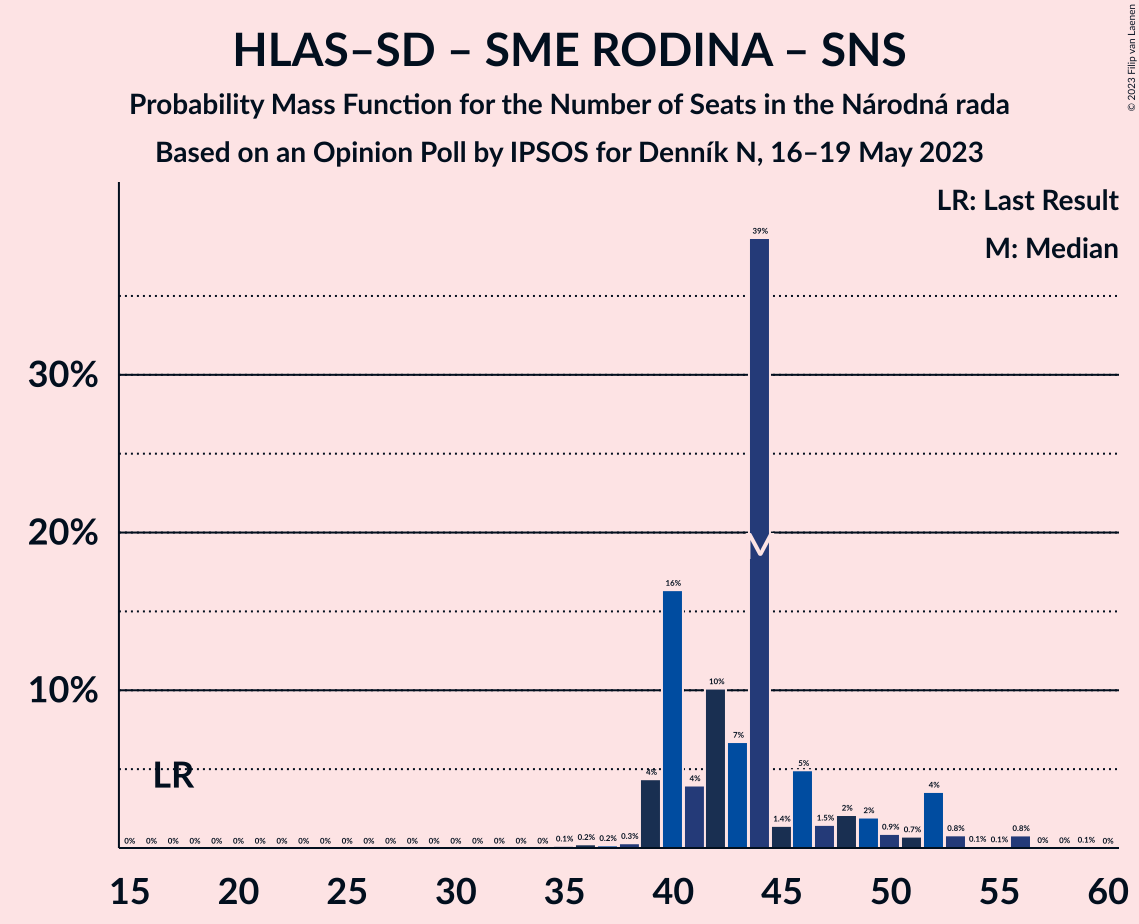 HLAS–SD – SME RODINA – SNS
Probability Mass Function for the Number of Seats in the Národná rada
Based on an Opinion Poll by IPSOS for Denník N, 16–19 May 2023
© 2023 Filip van Laenen
LR: Last Result
M: Median
30%
20%
10%
LR
M
0% 0% 0% 0% 0% 0% 0% 0% 0% 0% 0% 0% 0% 0% 0% 0% 0% 0% 0% 0% 0.1% 0.2% 0.2% 0.3% 4% 16% 4% 10% 7% 39% 1.4% 5% 1.5% 2% 2% 0.9% 0.7% 4% 0.8% 0.1% 0.1% 0.8% 0% 0% 0.1% 0%
15 20 25 30 35 40 45 50 55 60